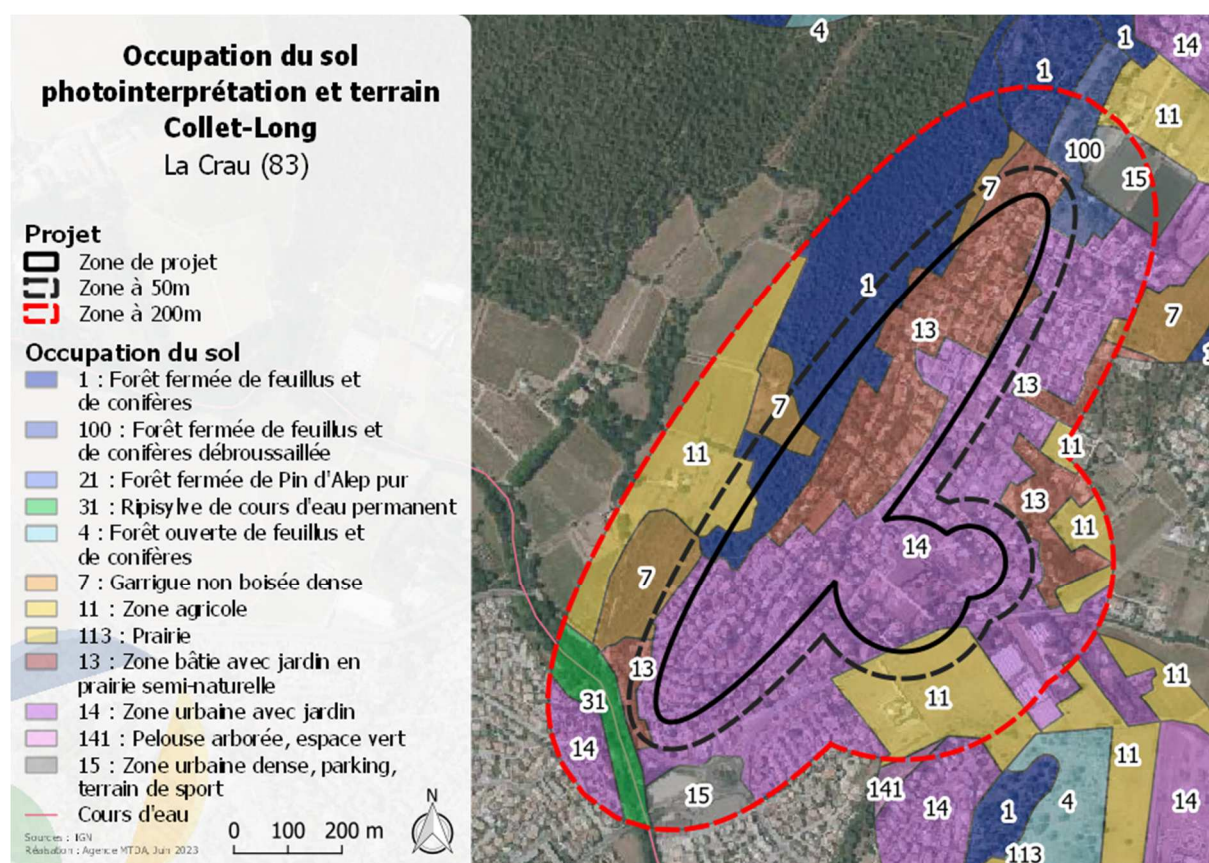 Occupation du sol
photointerprétation et terrain
Collet-Long
La Crau (83)
Projet
Zone de projet
Zone à 50m
Zone à 200m
Occupation du sol
1 : Forêt fermée de feuillus et
de conifères
100 : Forêt fermée de feuillus et
de conifères débroussaillée
21 : Forêt fermée de Pin d'Alep pur
31 : Ripisylve de cours d'eau permanent
4 : Forêt ouverte de feuillus et
de conifères
7 : Garrigue non boisée dense
11 : Zone agricole
113 : Prairie
13 : Zone bâtie avec jardin en
prairie semi-naturelle
14 : Zone urbaine avec jardin
141 : Pelouse arborée, espace vert
15 : Zone urbaine dense, parking,
terrain de sport
Cours d'eau
Sources : IGN
Réalisation : Agence MTDA, Juin 2023
0 100 200 m
N
4
1
14
1
11
100
15
7
1
7
13
13
7
11
11
13
11
14
7
13
11
31
11
14
15
141
14
1
4
11
14
113